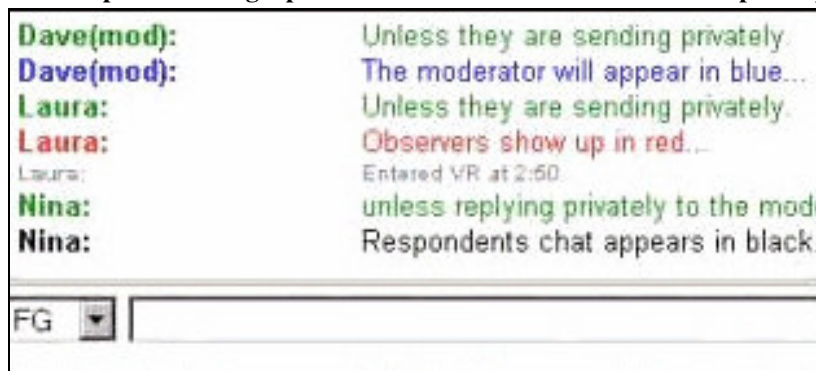 Dave(mod): Unless they are sending privately.
Dave(mod): The moderator will appear in blue...
Laura: Unless they are sending privately.
Laura: Observers show up in red...
Laura: Entered VR at 2:50
Nina: unless replying privately to the mod
Nina: Respondents chat appears in black.
FG